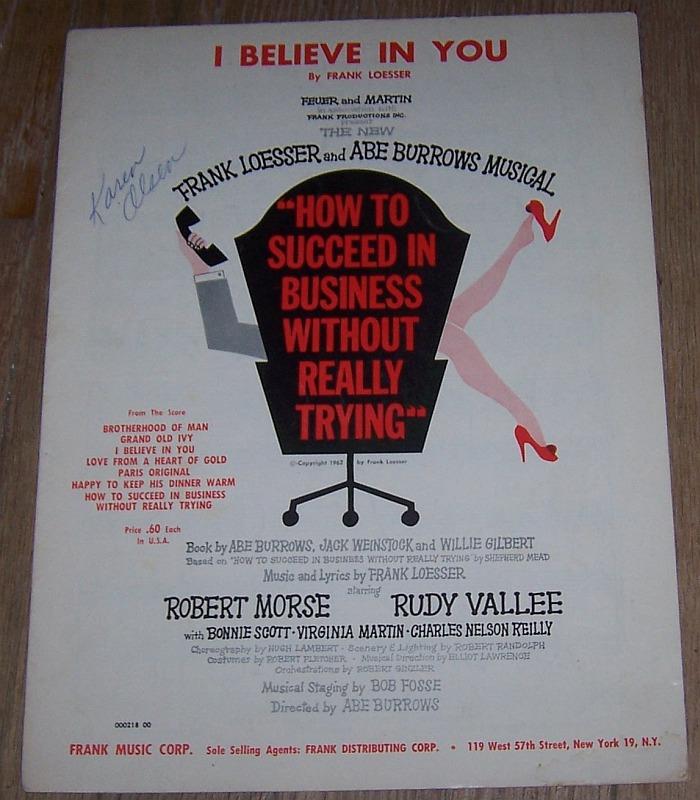 I BELIEVE IN YOU
By FRANK LOESSER
FEUER and MARTIN
in association with
FRANK PRODUCTIONS INC.
present
THE NEW
FRANK LOESSER and ABE BURROWS MUSICAL
Karen
Olsen
"HOW TO
SUCCEED IN
BUSINESS
WITHOUT
REALLY
TRYING"
©Copyright 1962 by Frank Loesser
From The Score
BROTHERHOOD OF MAN
GRAND OLD IVY
I BELIEVE IN YOU
LOVE FROM A HEART OF GOLD
PARIS ORIGINAL
HAPPY TO KEEP HIS DINNER WARM
HOW TO SUCCEED IN BUSINESS
WITHOUT REALLY TRYING
Price .60 Each
In U.S.A.
Book by ABE BURROWS, JACK WEINSTOCK and WILLIE GILBERT
Based on "HOW TO SUCCEED IN BUSINESS WITHOUT REALLY TRYING" by SHEPHERD MEAD
Music and Lyrics by FRANK LOESSER
starring
ROBERT MORSE RUDY VALLEE
with BONNIE SCOTT · VIRGINIA MARTIN · CHARLES NELSON REILLY
Choreography by HUGH LAMBERT · Scenery & Lighting by ROBERT RANDOLPH
Costumes by ROBERT FLETCHER · Musical Direction by ELLIOT LAWRENCE
Orchestrations by ROBERT GINZLER
Musical Staging by BOB FOSSE
Directed by ABE BURROWS
000218 00
FRANK MUSIC CORP. Sole Selling Agents: FRANK DISTRIBUTING CORP. • 119 West 57th Street, New York 19, N.Y.